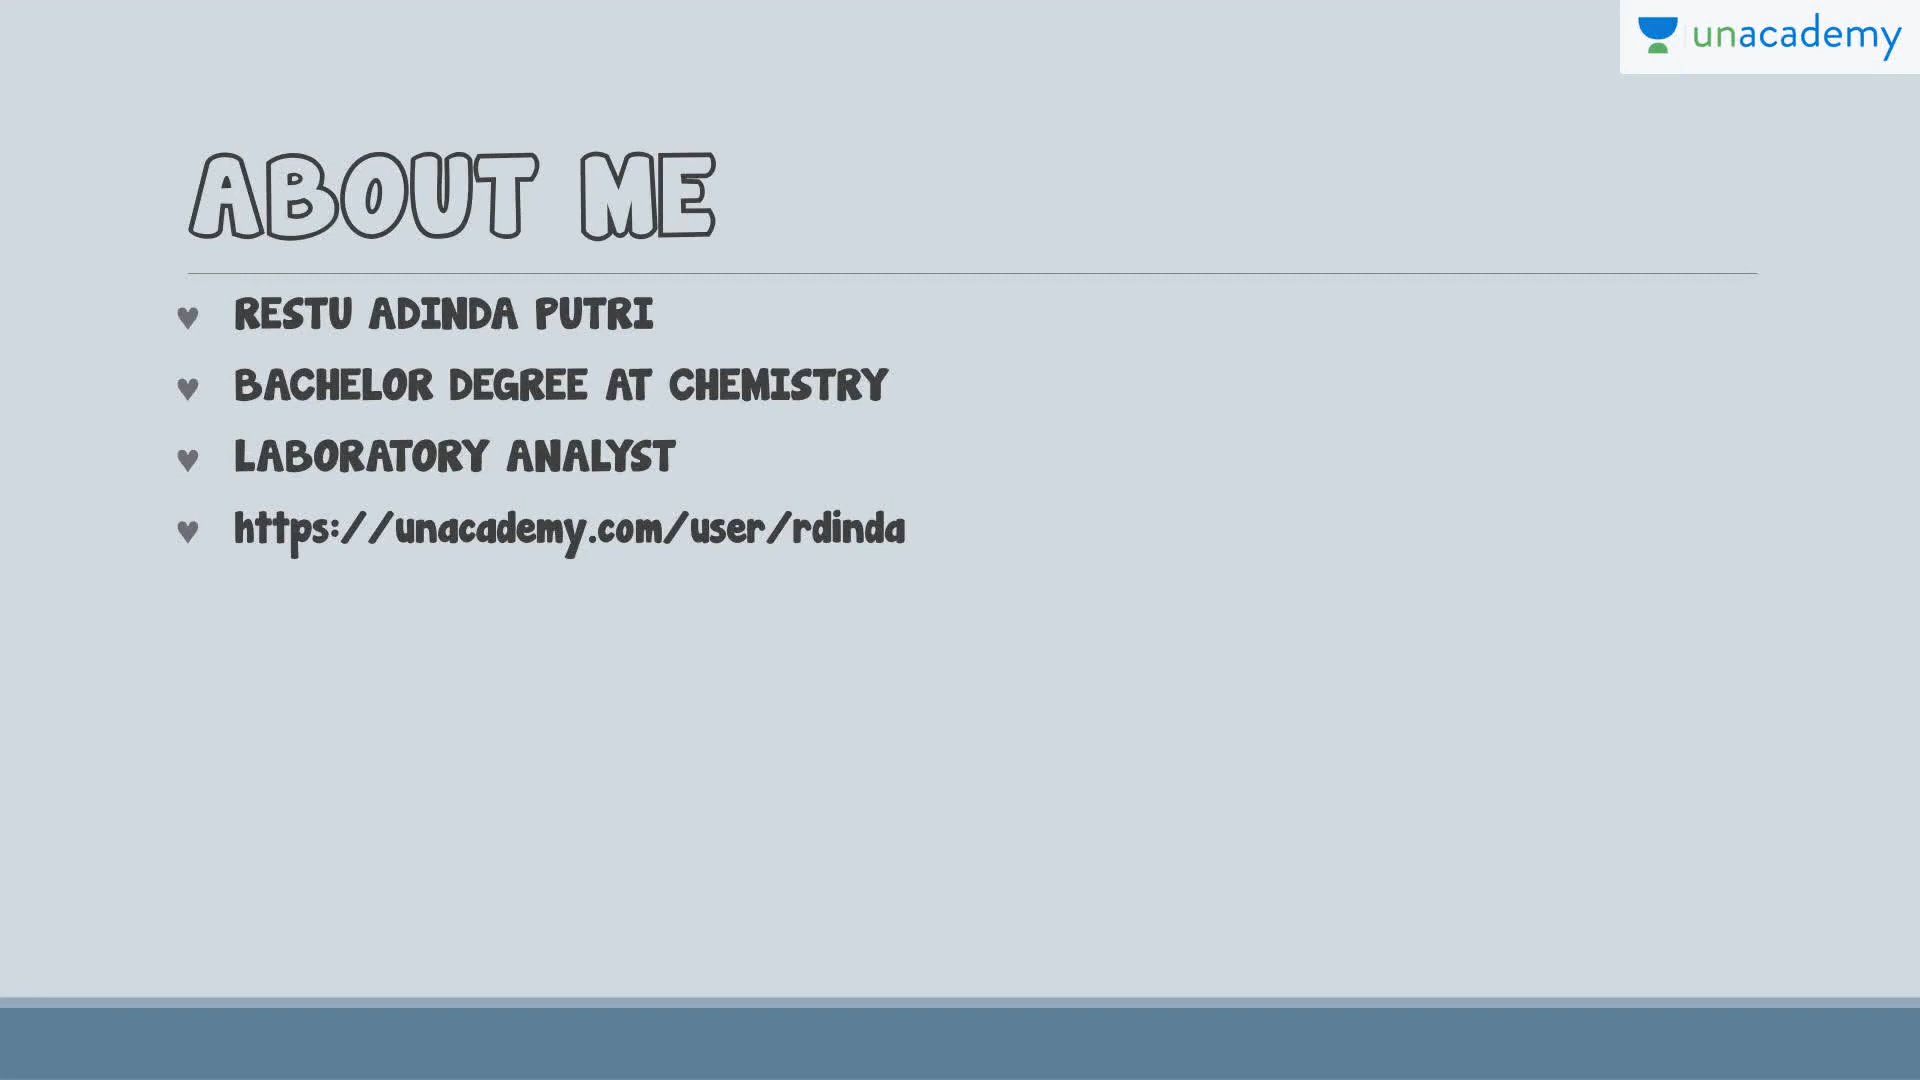 unacademy
ABOUT ME
♥ RESTU ADINDA PUTRI
♥ BACHELOR DEGREE AT CHEMISTRY
♥ LABORATORY ANALYST
♥ https://unacademy.com/user/rdinda